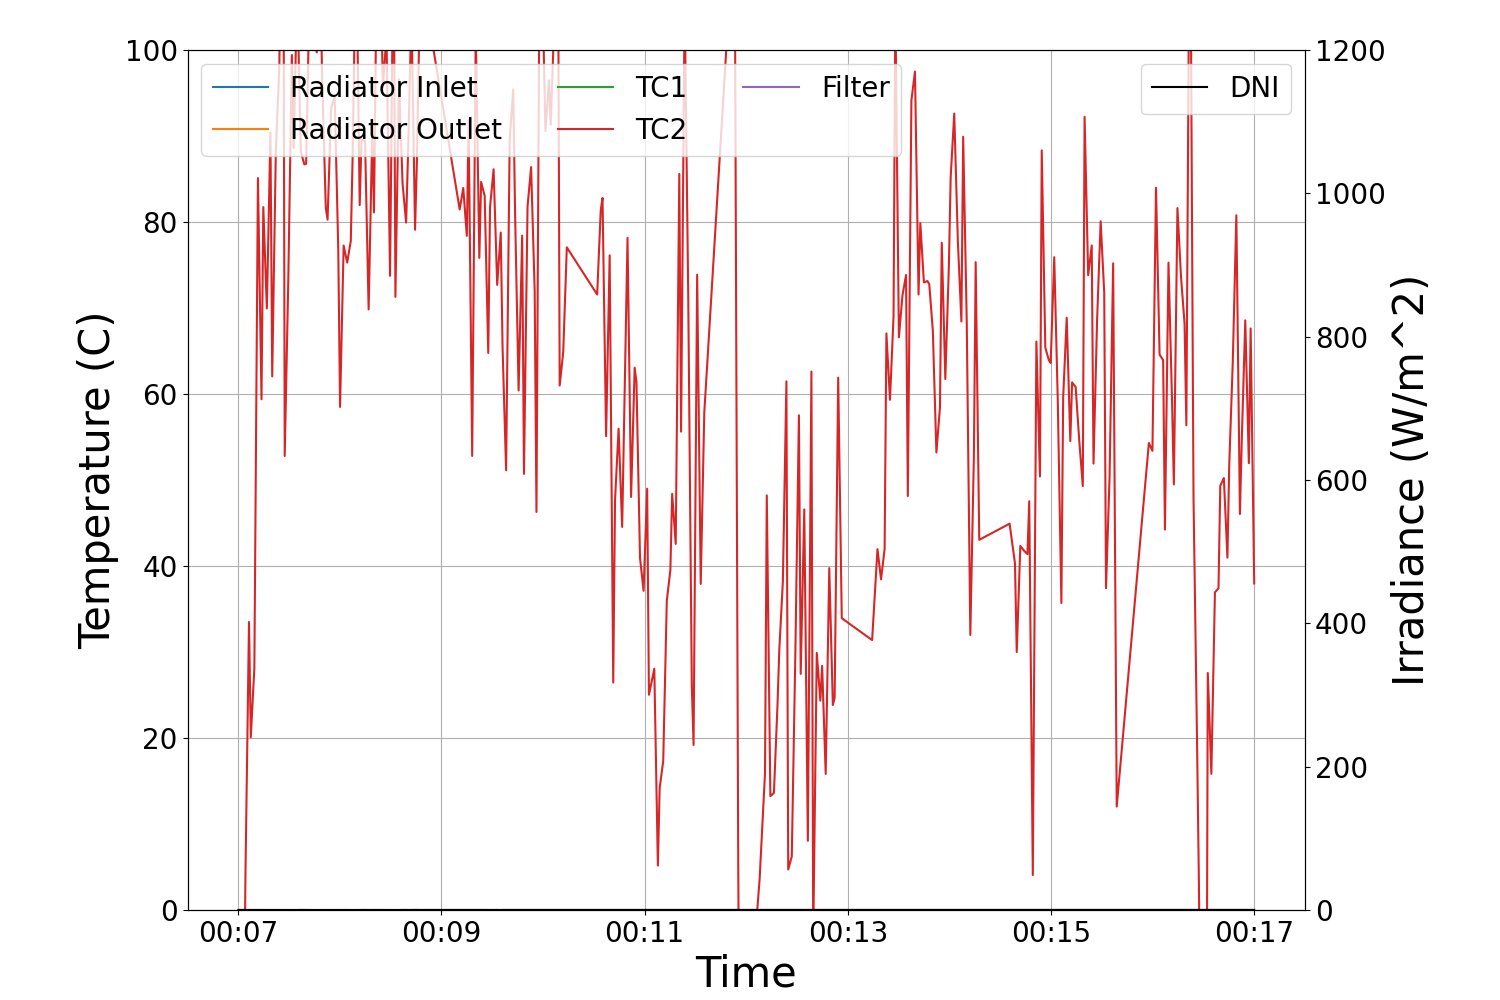 100
80
60
40
20
0
Temperature (C)
Radiator Inlet
Radiator Outlet
TC1
TC2
Filter
DNI
1200
1000
800
600
400
200
0
Irradiance (W/m^2)
00:07 00:09 00:11 00:13 00:15 00:17
Time